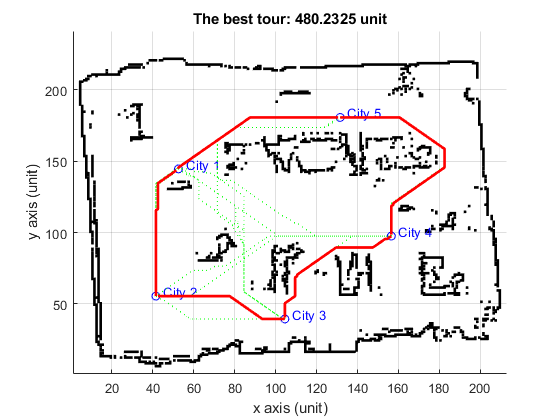 The best tour: 480.2325 unit
200
150
100
50
y axis (unit)
City 5
City 1
City 4
City 2
City 3
20 40 60 80 100 120 140 160 180 200
x axis (unit)